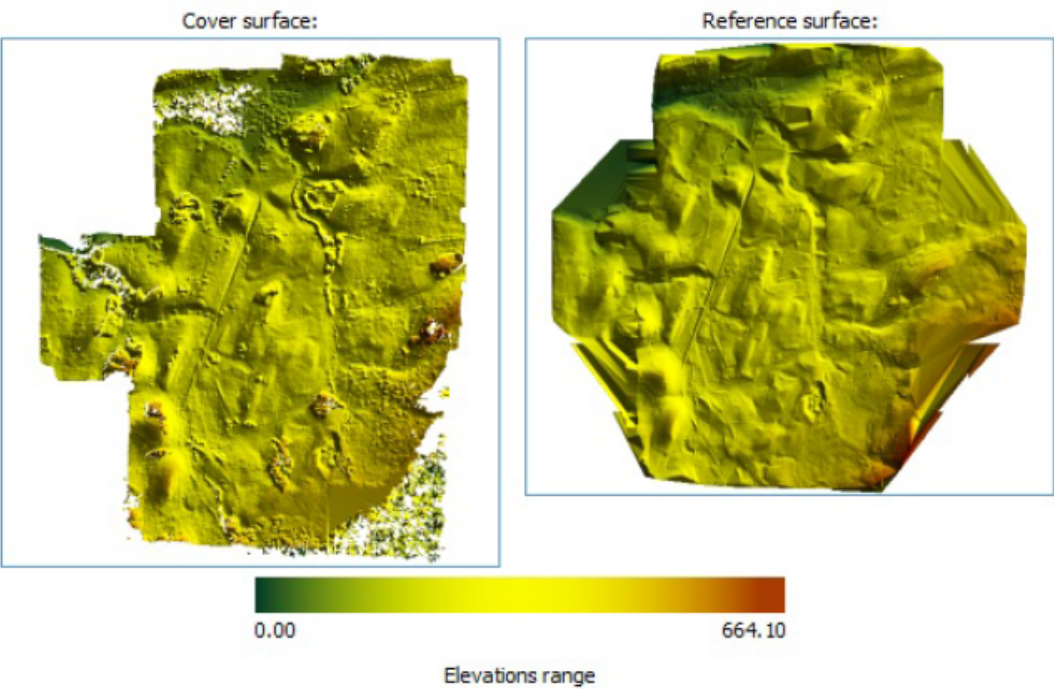 Cover surface:
Reference surface:
0.00
664.10
Elevations range